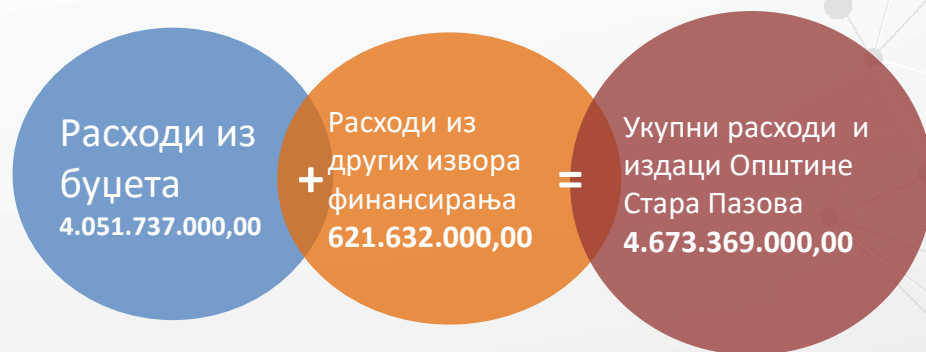 Расходи из
буџета
4.051.737.000,00
+
Расходи из
других извора
финансирања
621.632.000,00
=
Укупни расходи и
издаци Општине
Стара Пазова
4.673.369.000,00